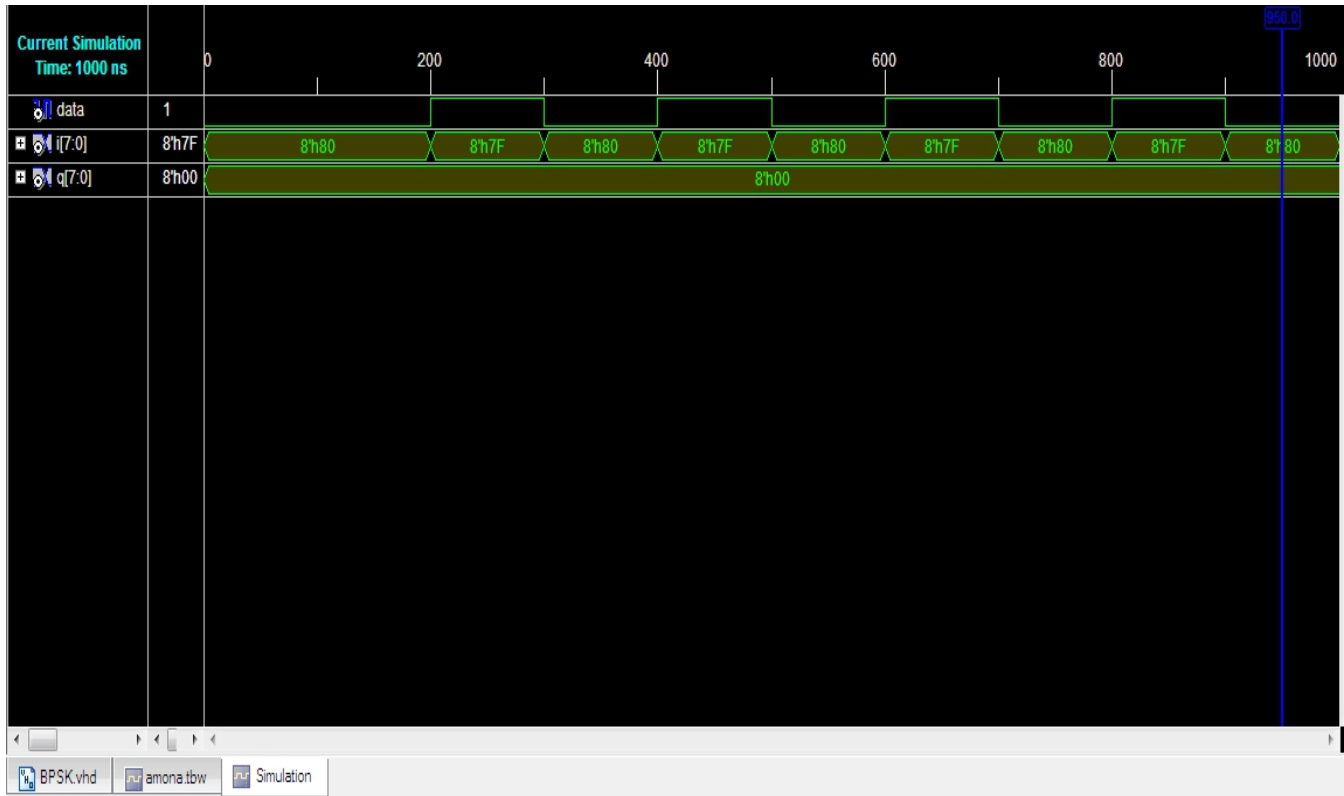 950.0
Current Simulation
Time: 1000 ns
0 200 400 600 800 1000
data 1
i[7:0] 8'h7F 8'h80 8'h7F 8'h80 8'h7F 8'h80 8'h7F 8'h80 8'h7F 8'h80
q[7:0] 8'h00 8'h00
BPSK.vhd amona.tbw Simulation